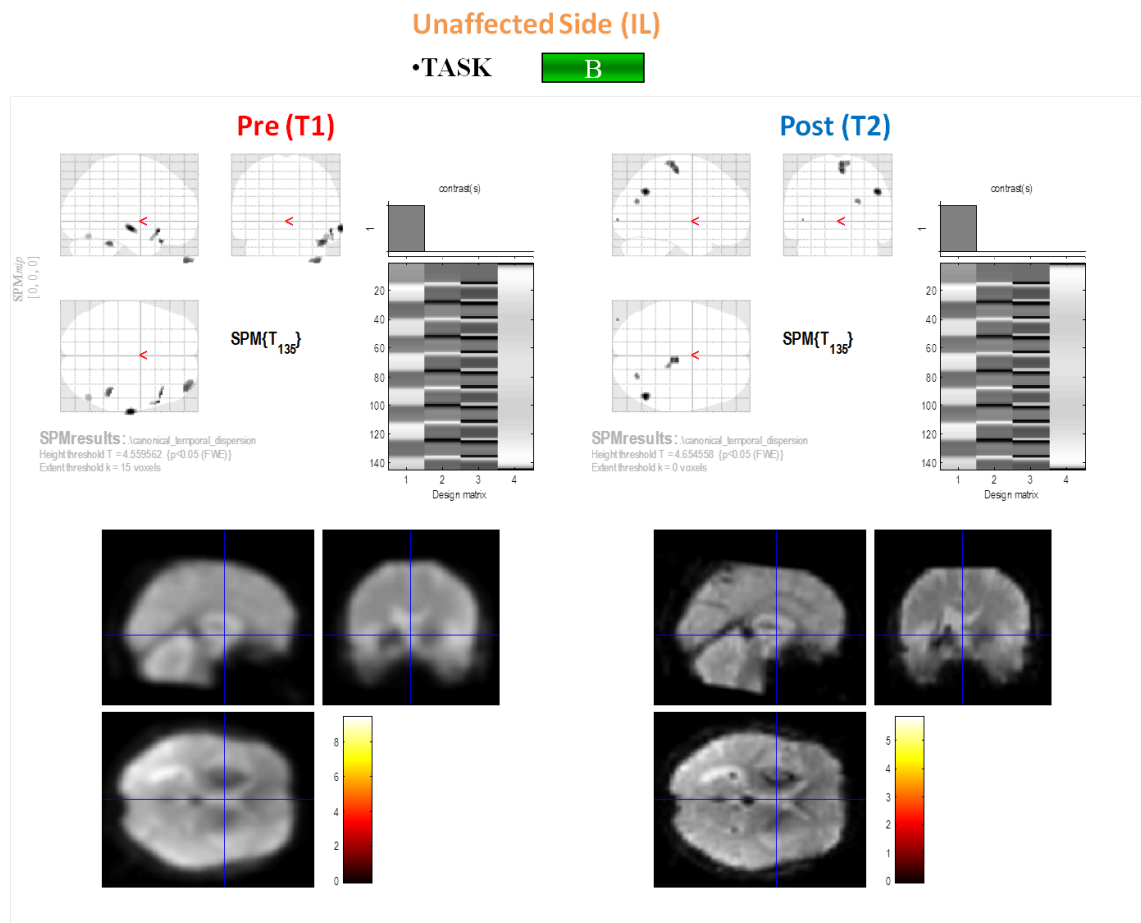 Unaffected Side (IL)
•TASK B
Pre (T1)
Post (T2)
<
<
contrast(s)
1
SPMmip
[0, 0, 0]
<
SPM{T135}
20
40
60
80
100
120
140
1 2 3 4
Design matrix
SPMresults: .\canonical_temporal_dispersion
Height threshold T = 4.559562 {p<0.05 (FWE)}
Extent threshold k = 15 voxels
<
<
contrast(s)
1
<
SPM{T135}
20
40
60
80
100
120
140
1 2 3 4
Design matrix
SPMresults: .\canonical_temporal_dispersion
Height threshold T = 4.654558 {p<0.05 (FWE)}
Extent threshold k = 0 voxels
8
6
4
2
0
5
4
3
2
1
0